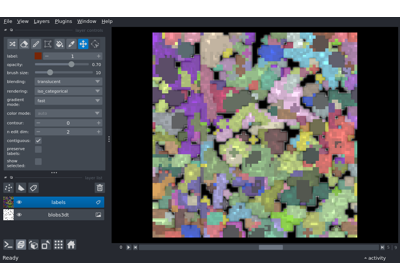 File View Layers Plugins Window Help
label: 1
opacity: 0.70
brush size: 10
blending: translucent
rendering: iso_categorical
gradient mode: fast
color mode:
contour: 0
n edit dim: 2
contiguous:
preserve labels:
show selected:
labels
blobs3dt
Ready
activity